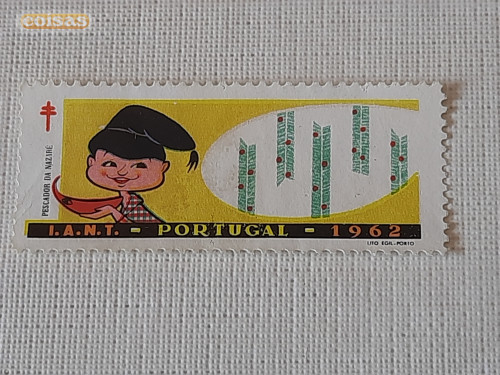 coisas
PESCADOR DA NAZARÉ
I.A.N.T. - PORTUGAL - 1962
LITO EGIL-PORTO